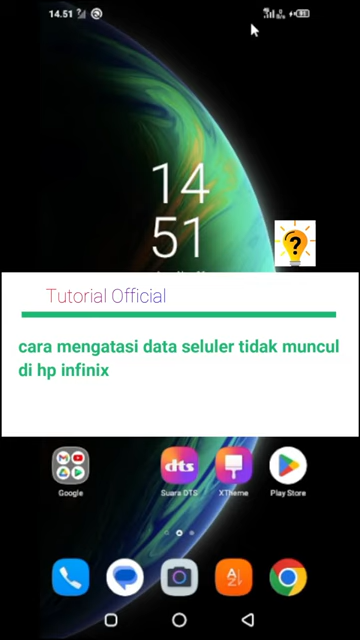 14.51
14
51
Tutorial Official
cara mengatasi data seluler tidak muncul
di hp infinix
Google
dts
Suara DTS
XTheme
Play Store